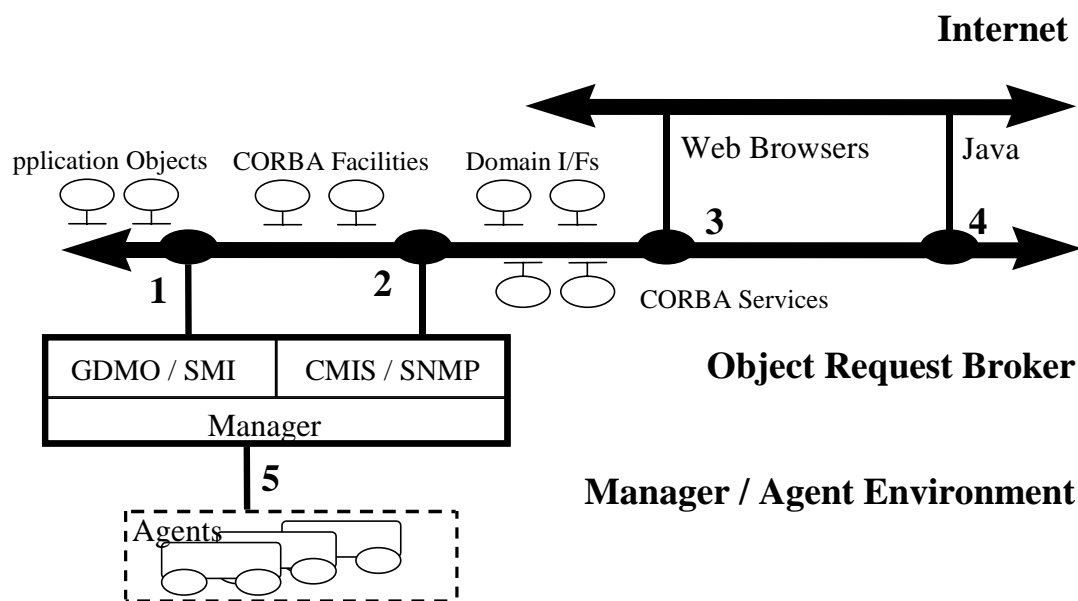 Internet
Web Browsers
Java
pplication Objects
CORBA Facilities
Domain I/Fs
3
4
1
2
CORBA Services
GDMO / SMI
CMIS / SNMP
Object Request Broker
Manager
5
Manager / Agent Environment
Agents